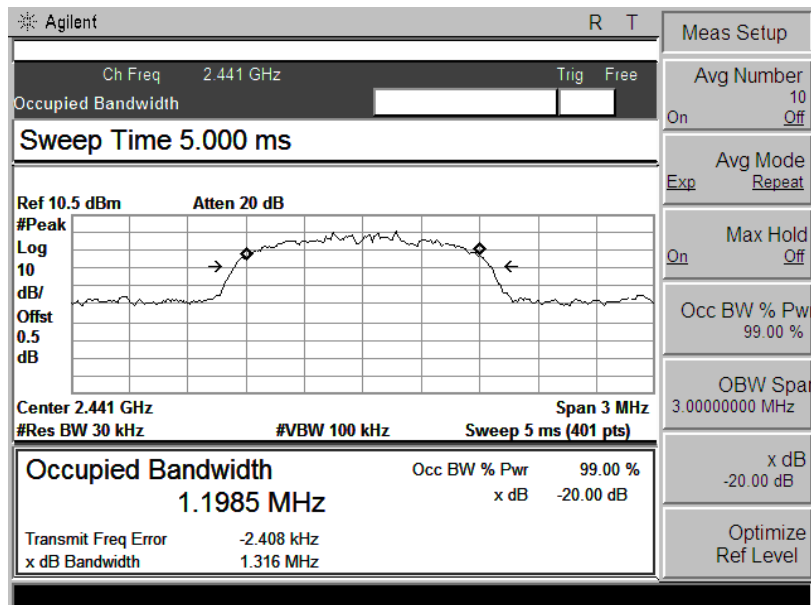 Agilent R T
Meas Setup
Ch Freq 2.441 GHz Trig Free
Occupied Bandwidth
Sweep Time 5.000 ms
Ref 10.5 dBm Atten 20 dB
#Peak
Log
10
dB/
Offst
0.5
dB
Center 2.441 GHz Span 3 MHz
#Res BW 30 kHz #VBW 100 kHz Sweep 5 ms (401 pts)
Occupied Bandwidth
1.1985 MHz
Occ BW % Pwr 99.00 %
x dB -20.00 dB
Transmit Freq Error -2.408 kHz
x dB Bandwidth 1.316 MHz
Avg Number
10
On Off
Avg Mode
Exp Repeat
Max Hold
On Off
Occ BW % Pwr
99.00 %
OBW Spar
3.00000000 MHz
x dB
-20.00 dB
Optimize
Ref Level